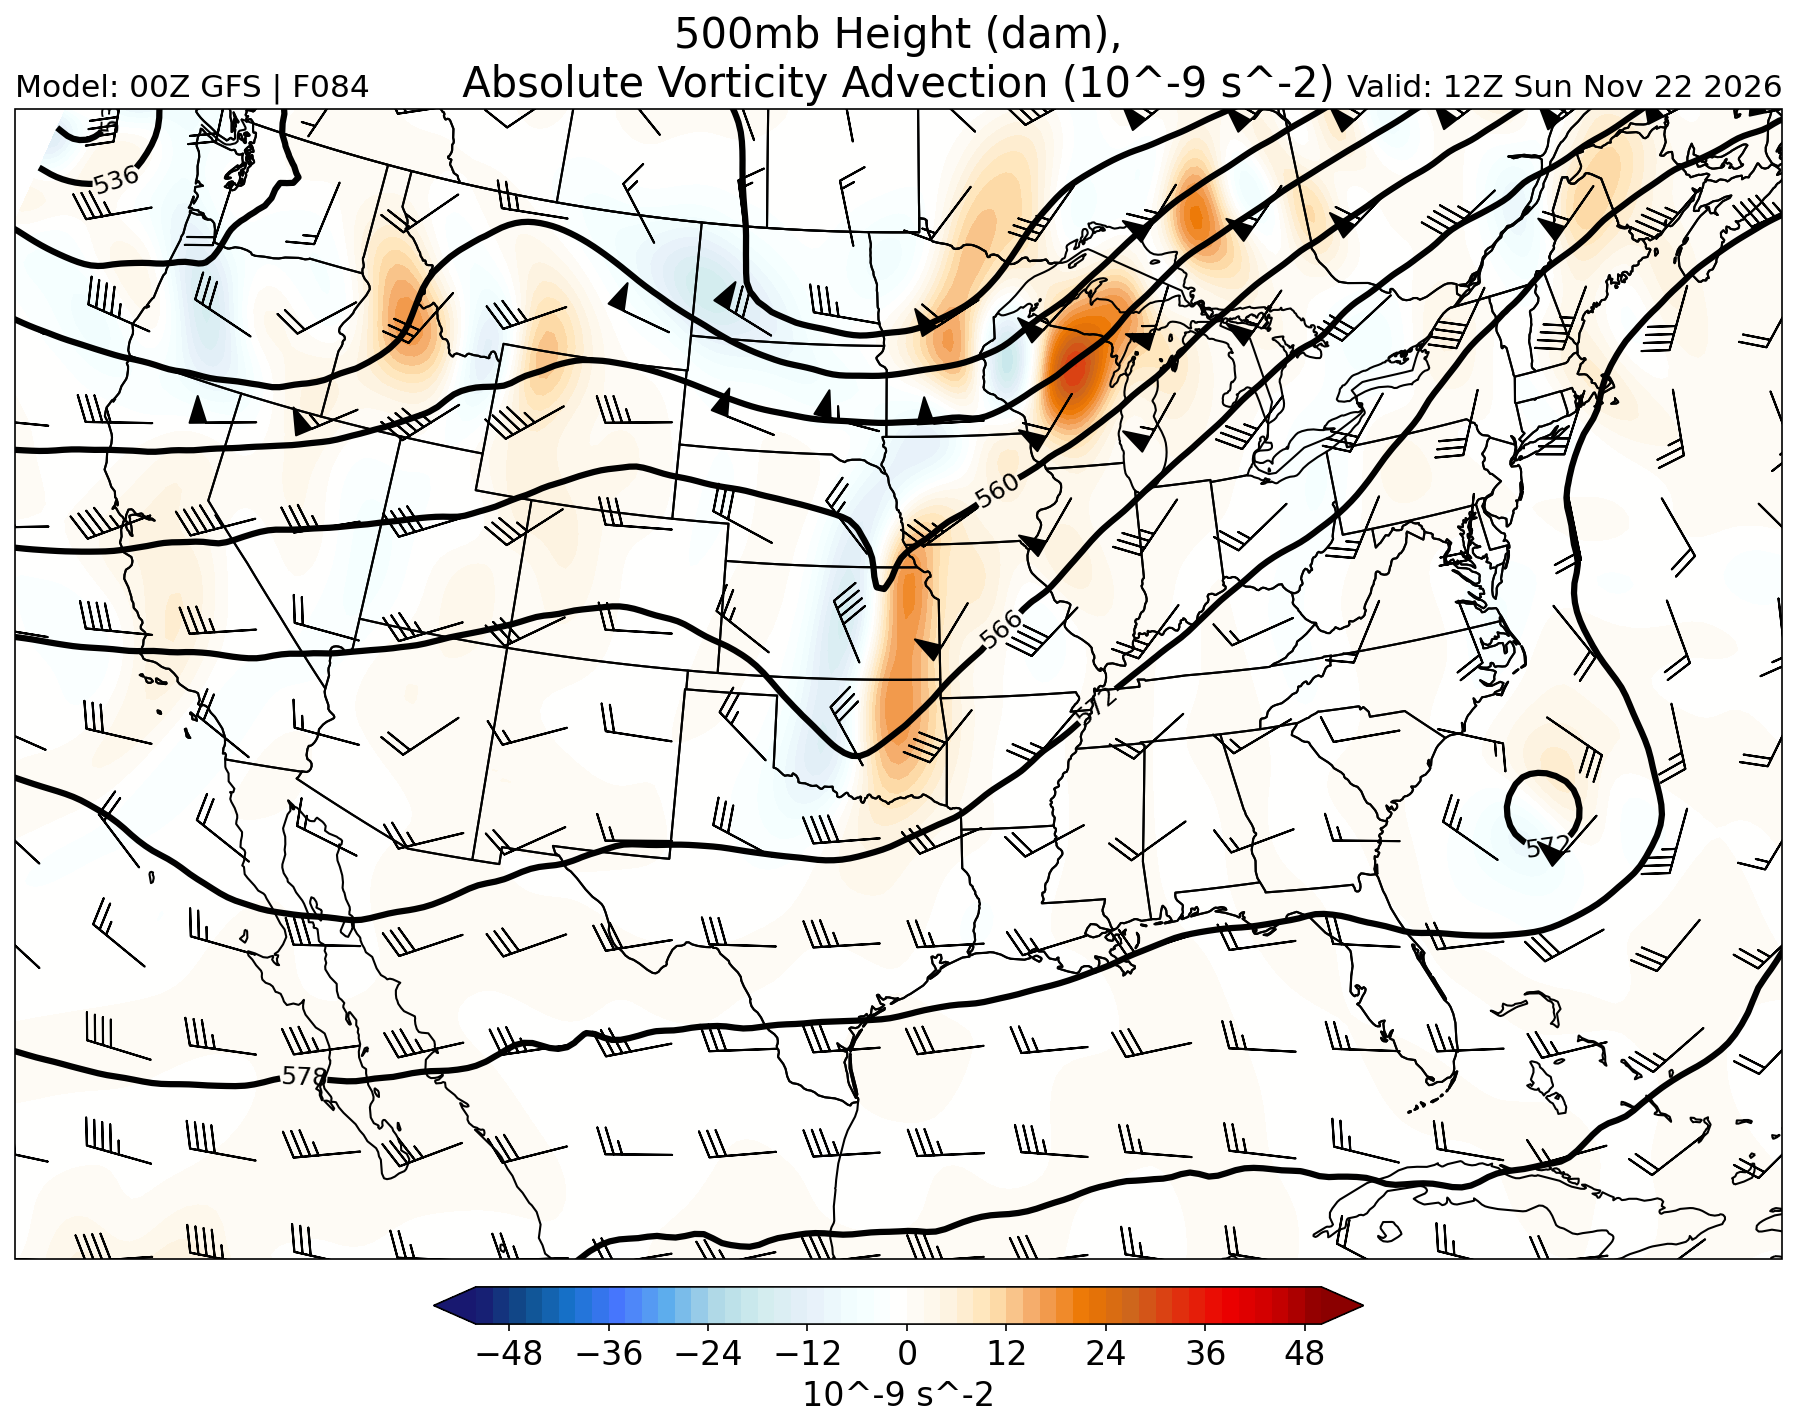 500mb Height (dam),
Model: 00Z GFS | F084
Absolute Vorticity Advection (10^-9 s^-2)
Valid: 12Z Sun Nov 22 2026
536
560
566
572
572
578
−48 −36 −24 −12 0 12 24 36 48
10^-9 s^-2